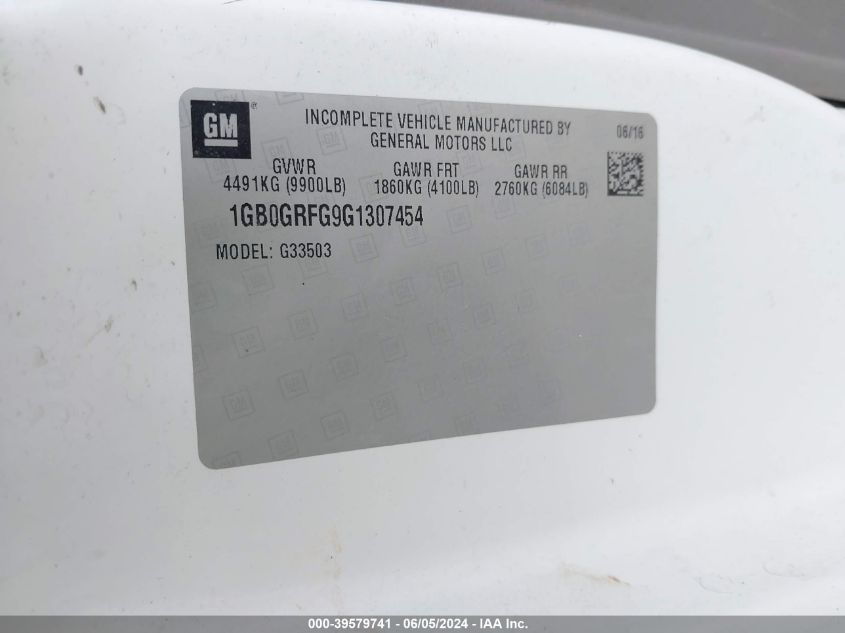 GM®
INCOMPLETE VEHICLE MANUFACTURED BY
GENERAL MOTORS LLC
06/16
GVWR
4491KG (9900LB)
GAWR FRT
1860KG (4100LB)
GAWR RR
2760KG (6084LB)
1GB0GRFG9G1307454
MODEL: G33503
000-39579741 - 06/05/2024 - IAA Inc.